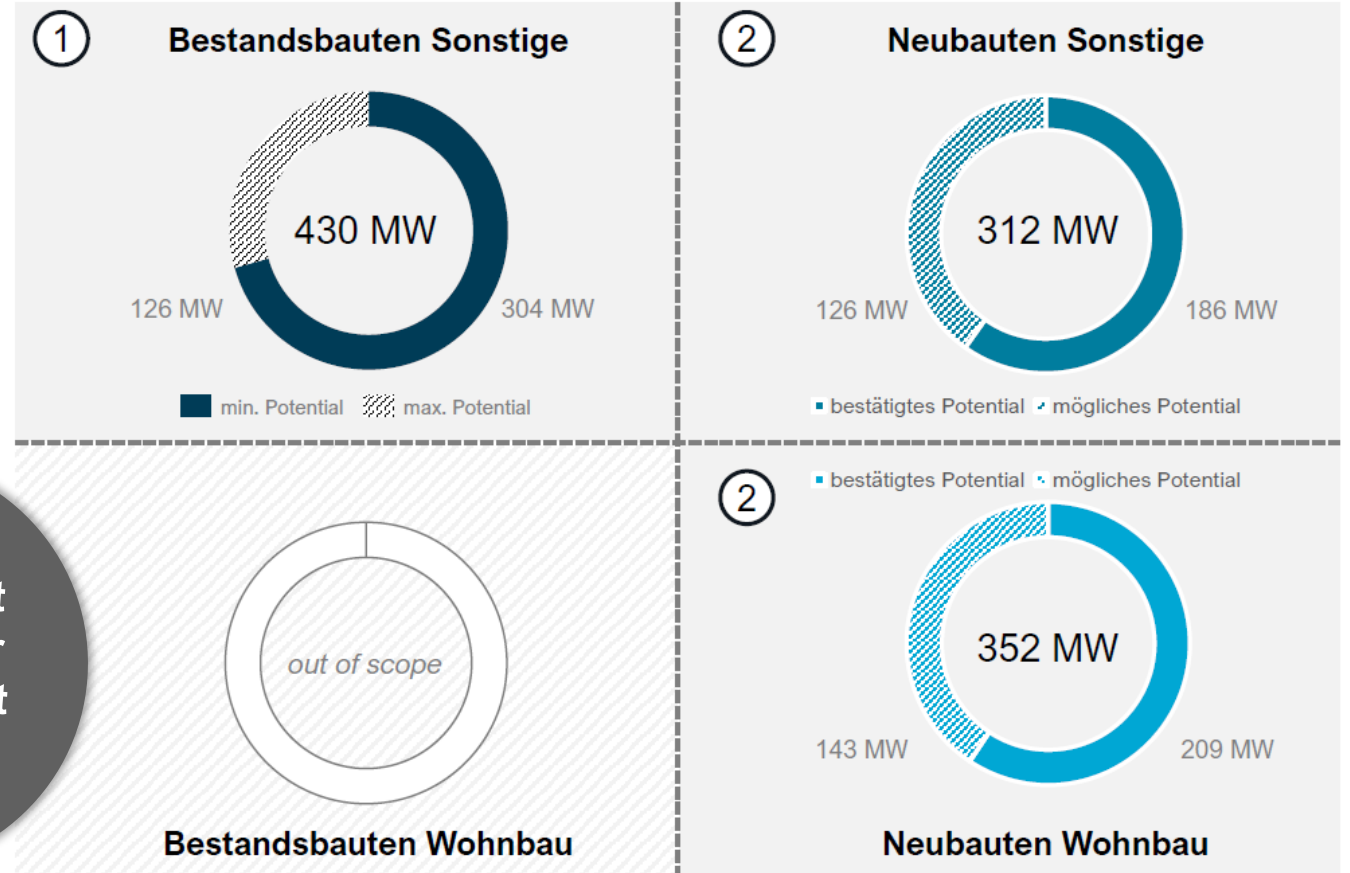 1
Bestandsbauten Sonstige
430 MW
126 MW
304 MW
min. Potential max. Potential
2
Neubauten Sonstige
312 MW
126 MW
186 MW
bestätigtes Potential mögliches Potential
out of scope
Bestandsbauten Wohnbau
2
bestätigtes Potential mögliches Potential
352 MW
143 MW
209 MW
Neubauten Wohnbau